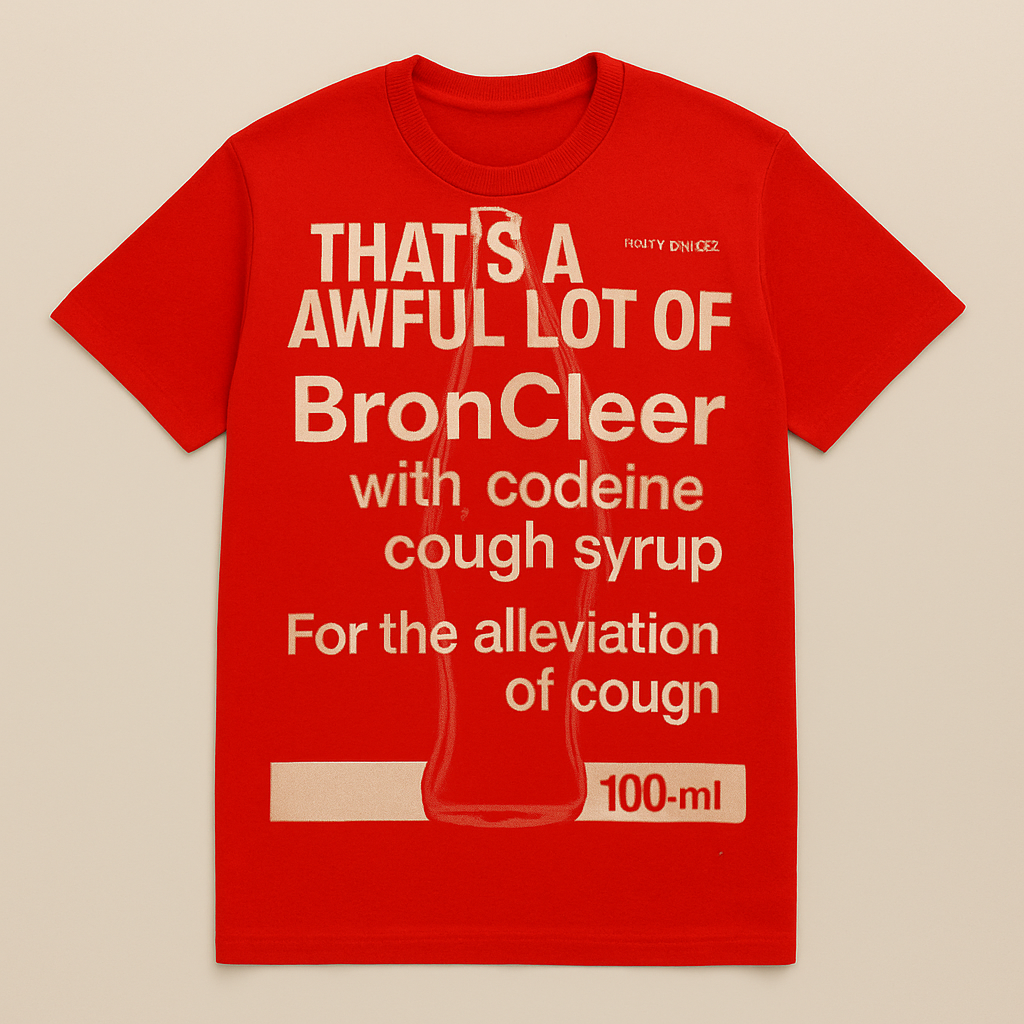 THAT'S A
AWFUL LOT OF
BronCleer
with codeine
cough syrup
For the alleviation
of cougn
100-ml